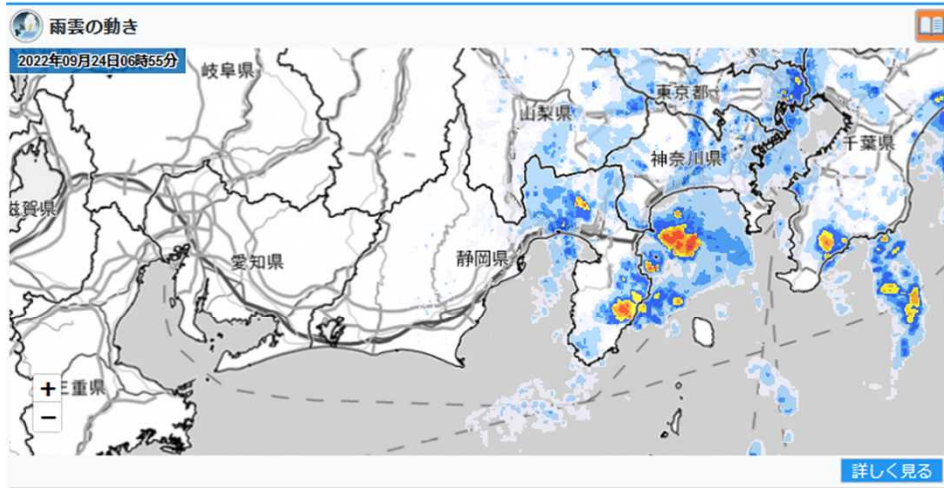 雨雲の動き
2022年09月24日06時55分
岐阜県
東京都
山梨県
千葉県
神奈川県
滋賀県
愛知県
静岡県
三重県
+
−
詳しく見る